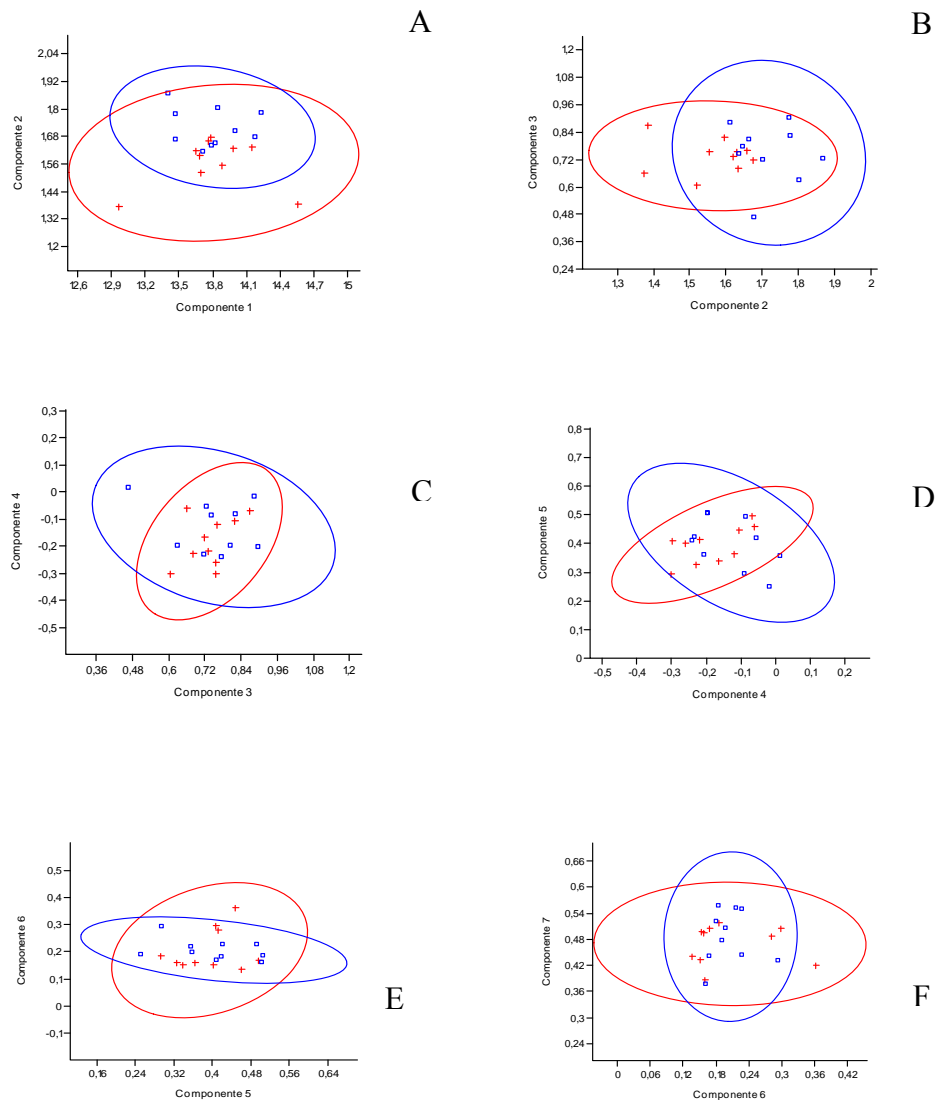 A
2,04
1,92
1,8
1,68
1,56
1,44
1,32
1,2
Componente 2
12,6 12,9 13,2 13,5 13,8 14,1 14,4 14,7 15
Componente 1
B
1,2
1,08
0,96
0,84
0,72
0,6
0,48
0,36
0,24
Componente 3
1,3 1,4 1,5 1,6 1,7 1,8 1,9 2
Componente 2
C
0,3
0,2
0,1
0
-0,1
-0,2
-0,3
-0,4
-0,5
Componente 4
0,36 0,48 0,6 0,72 0,84 0,96 1,08 1,2
Componente 3
D
0,8
0,7
0,6
0,5
0,4
0,3
0,2
0,1
0
Componente 5
-0,5 -0,4 -0,3 -0,2 -0,1 0 0,1 0,2
Componente 4
E
0,5
0,4
0,3
0,2
0,1
0
-0,1
Componente 6
0,16 0,24 0,32 0,4 0,48 0,56 0,64
Componente 5
F
0,66
0,6
0,54
0,48
0,42
0,36
0,3
0,24
Componente 7
0 0,06 0,12 0,18 0,24 0,3 0,36 0,42
Componente 6